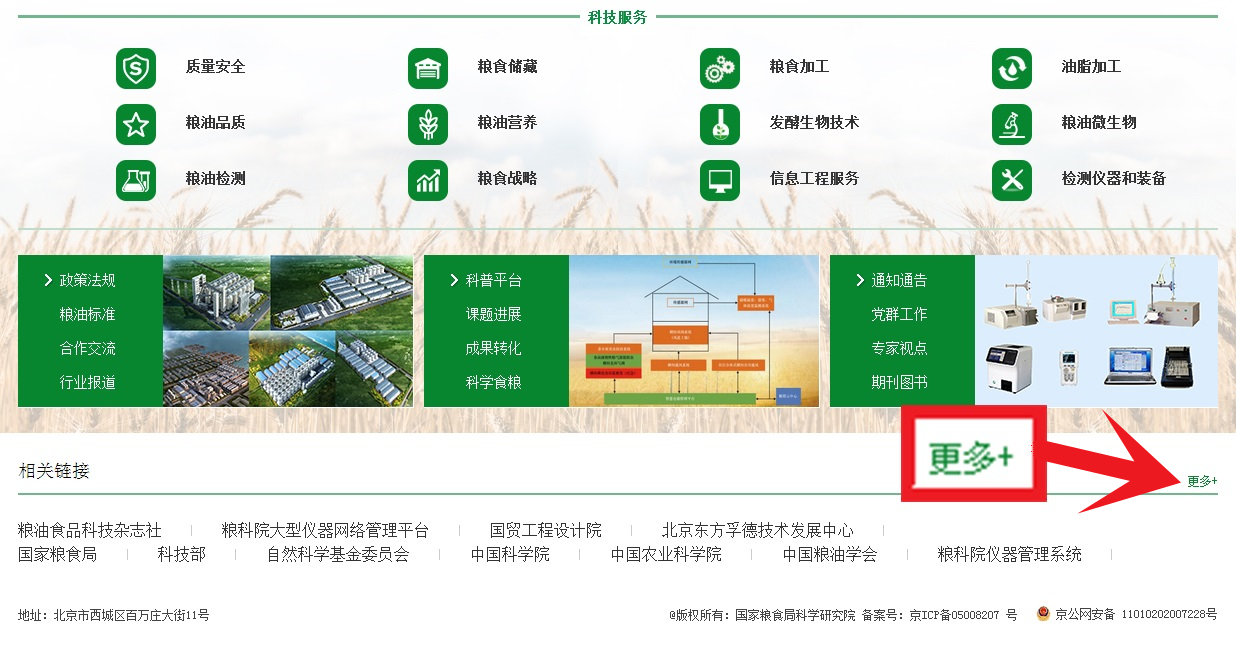 科技服务
质量安全 粮食储藏 粮食加工 油脂加工
粮油品质 粮油营养 发酵生物技术 粮油微生物
粮油检测 粮食战略 信息工程服务 检测仪器和装备
政策法规
粮油标准
合作交流
行业报道
科普平台
课题进展
成果转化
科学食粮
通知通告
党群工作
专家视点
期刊图书
更多+
相关链接 更多+
粮油食品科技杂志社 粮科院大型仪器网络管理平台 国贸工程设计院 北京东方孚德技术发展中心
国家粮食局 科技部 自然科学基金委员会 中国科学院 中国农业科学院 中国粮油学会 粮科院仪器管理系统
地址：北京市西城区百万庄大街11号 @版权所有：国家粮食局科学研究院 备案号：京ICP备05008207 号 京公网安备 11010202007228号